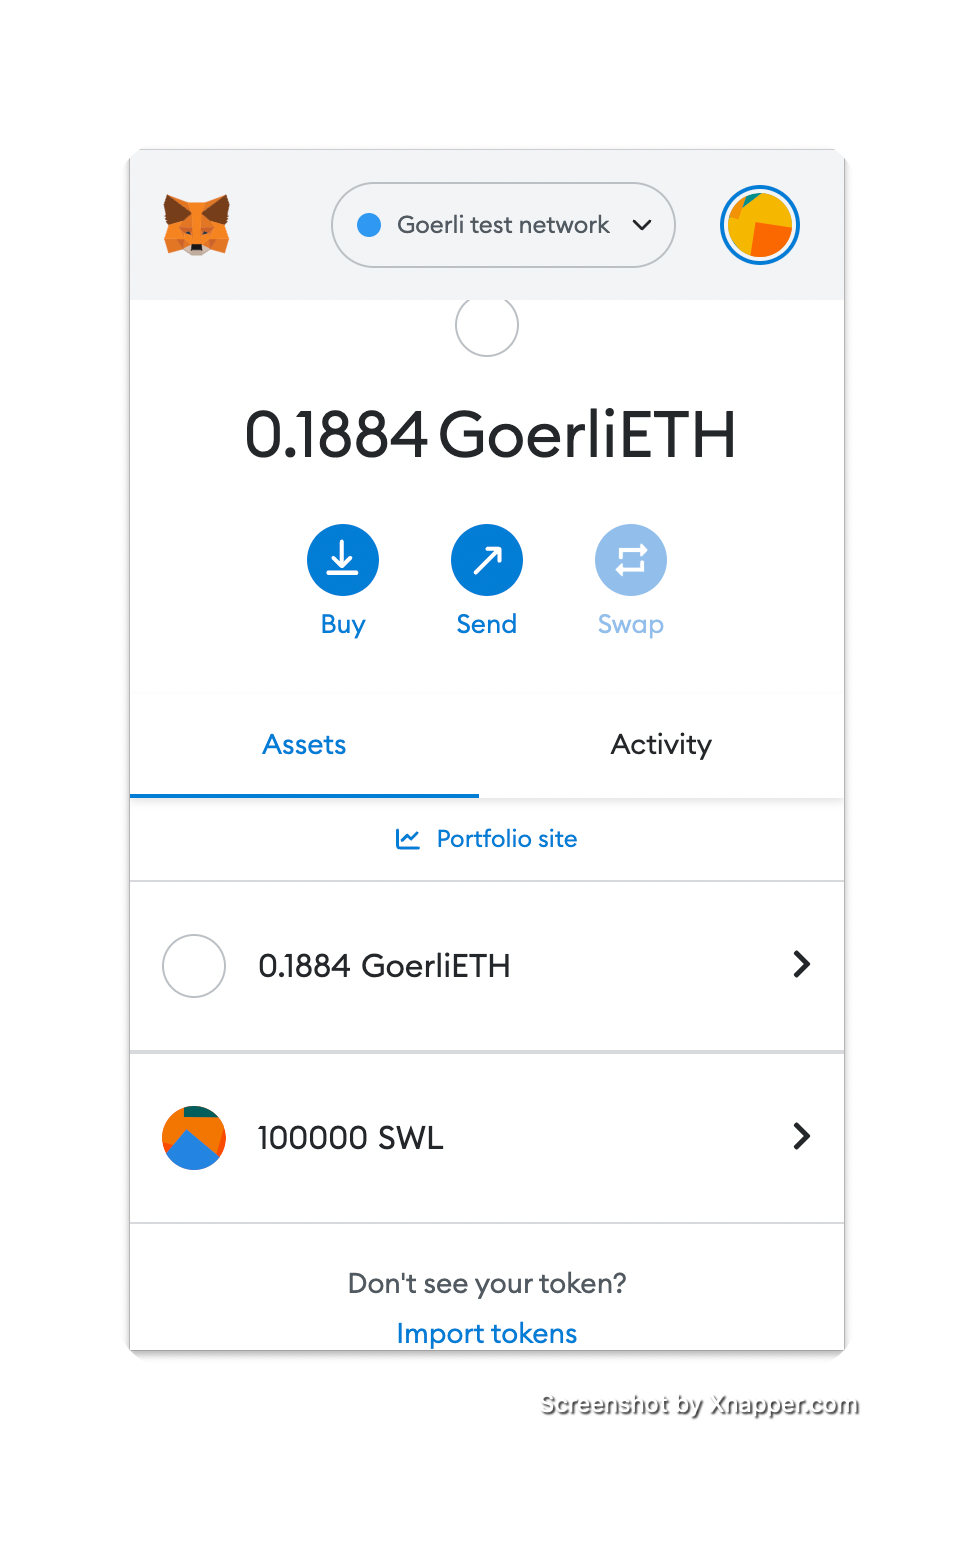 Goerli test network
0.1884 GoerliETH
Buy
Send
Swap
Assets
Activity
Portfolio site
0.1884 GoerliETH
100000 SWL
Don't see your token?
Import tokens
Screenshot by Xnapper.com